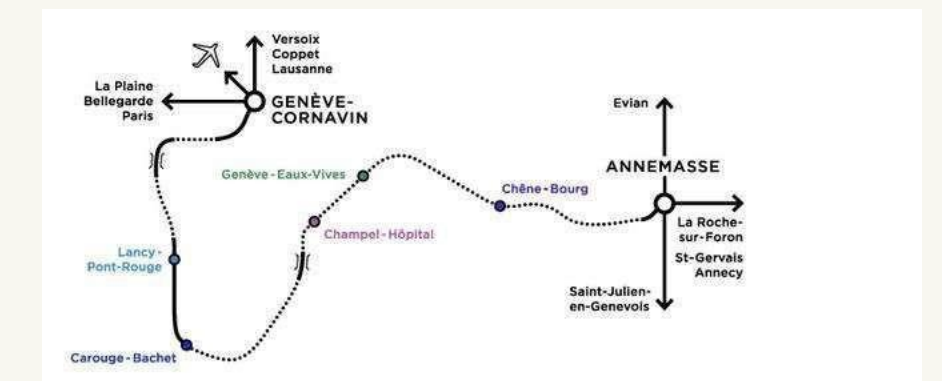 Versoix
Coppet
Lausanne
La Plaine
Bellegarde
Paris
GENÈVE-
CORNAVIN
Evian
ANNEMASSE
Genève-Eaux-Vives
Chêne-Bourg
Champel-Hôpital
La Roche-
sur-Foron
St-Gervais
Annecy
Lancy-
Pont-Rouge
Saint-Julien-
en-Genevois
Carouge-Bachet